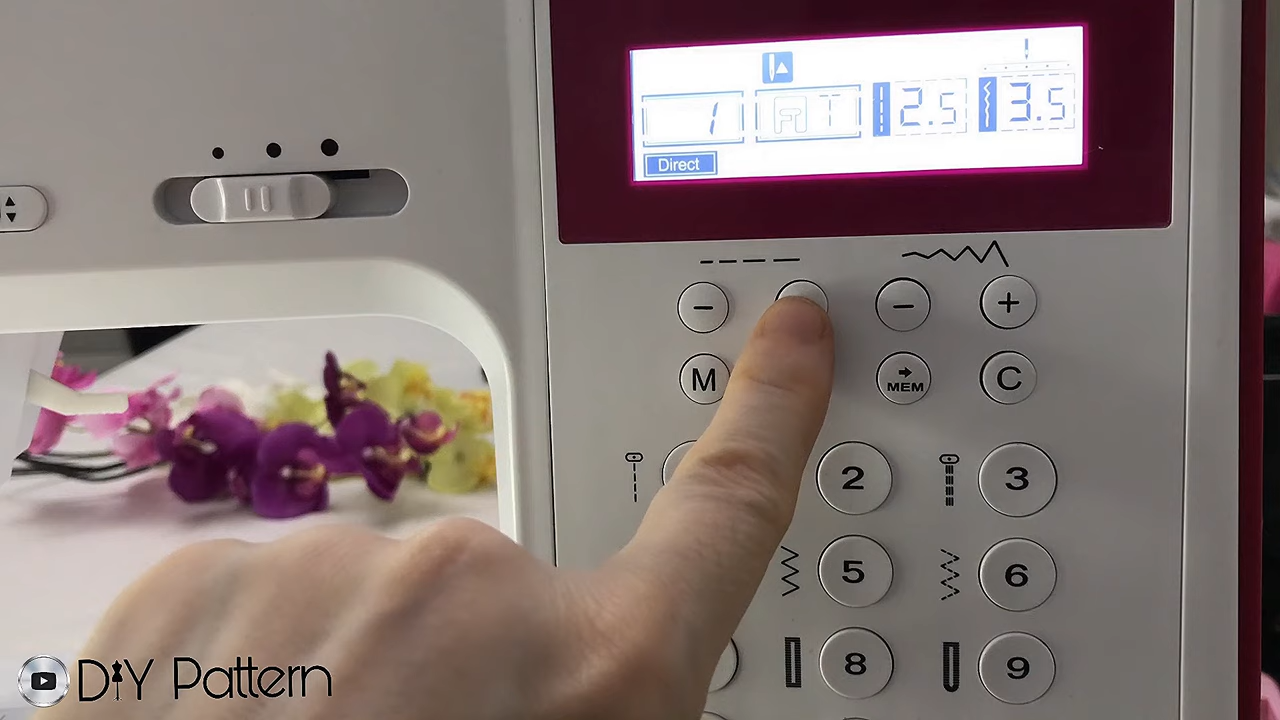 1 A T 2.5 3.5
Direct
- - +
M MEM C
2 3
5 6
8 9
DIY Pattern